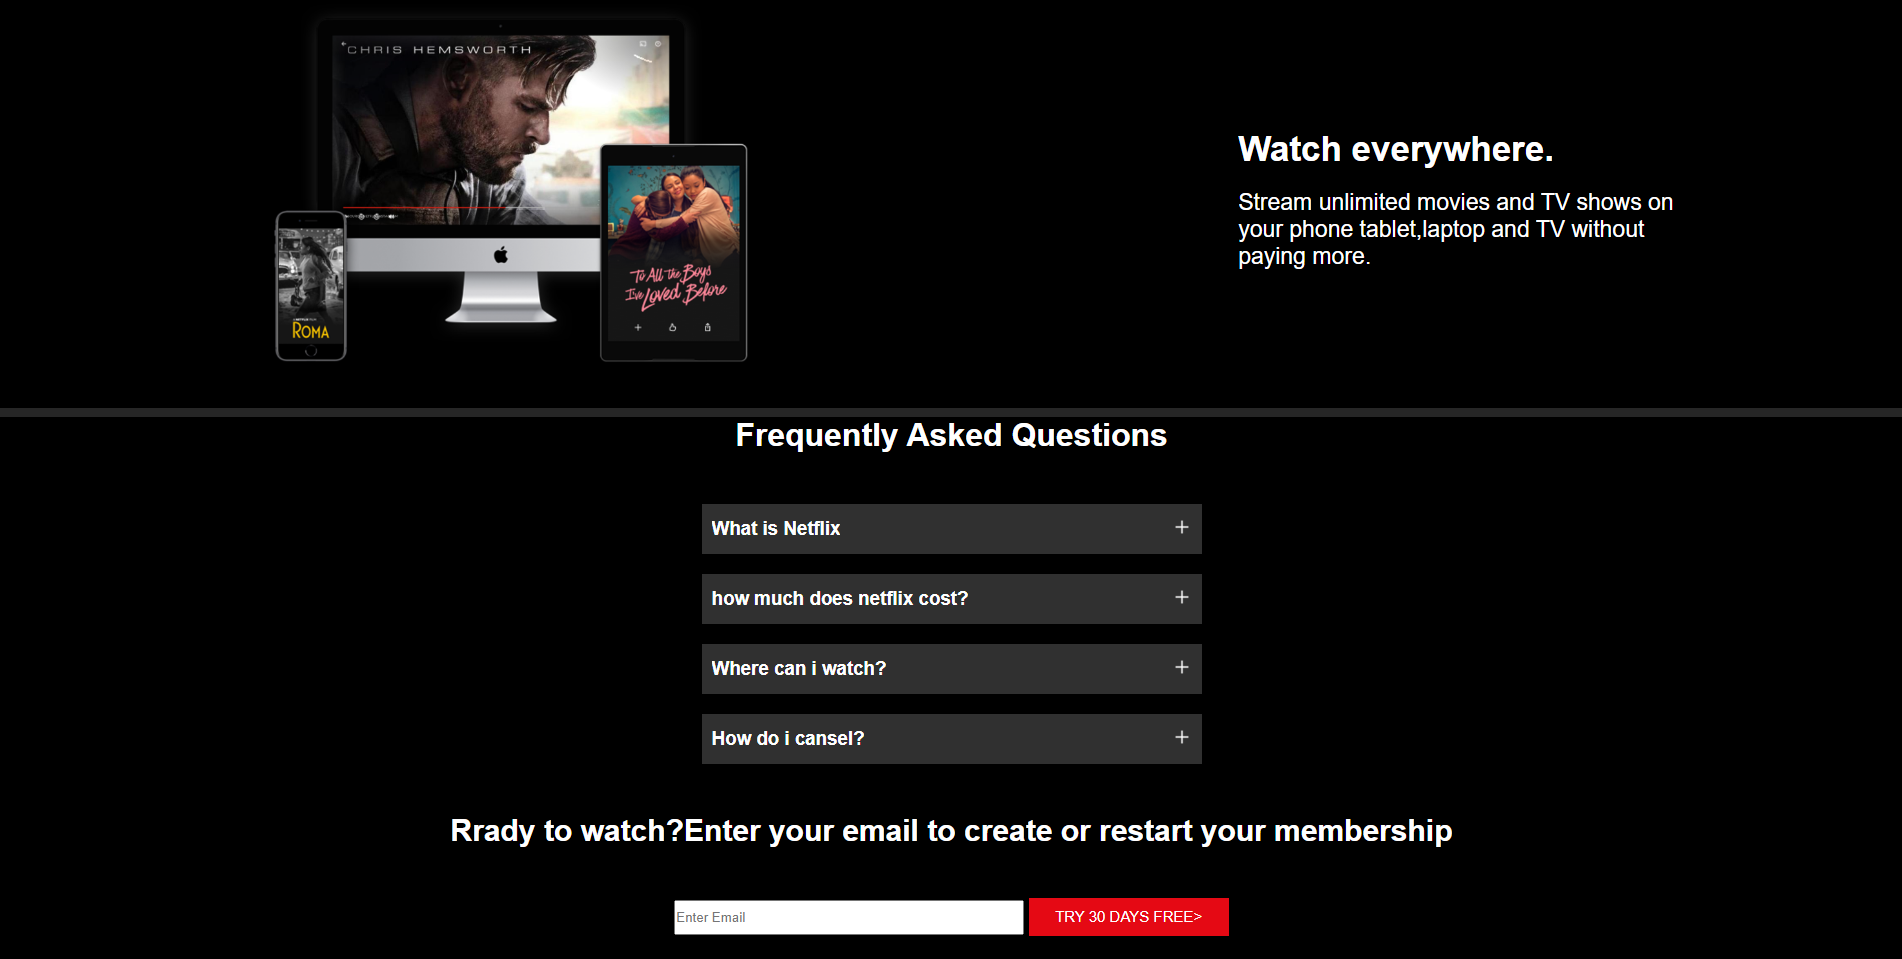 CHRIS HEMSWORTH
To All the Boys
I've Loved Before
ROMA
Watch everywhere.
Stream unlimited movies and TV shows on
your phone tablet,laptop and TV without
paying more.
Frequently Asked Questions
What is Netflix
how much does netflix cost?
Where can i watch?
How do i cansel?
Rrady to watch?Enter your email to create or restart your membership
Enter Email
TRY 30 DAYS FREE>